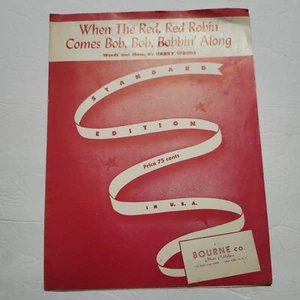 When The Red, Red Robin
Comes Bob, Bob, Bobbin' Along
Words and Music by HARRY WOODS
STANDARD
EDITION
Price 75 cents
IN U.S.A.
BOURNE CO.
Music Publishers